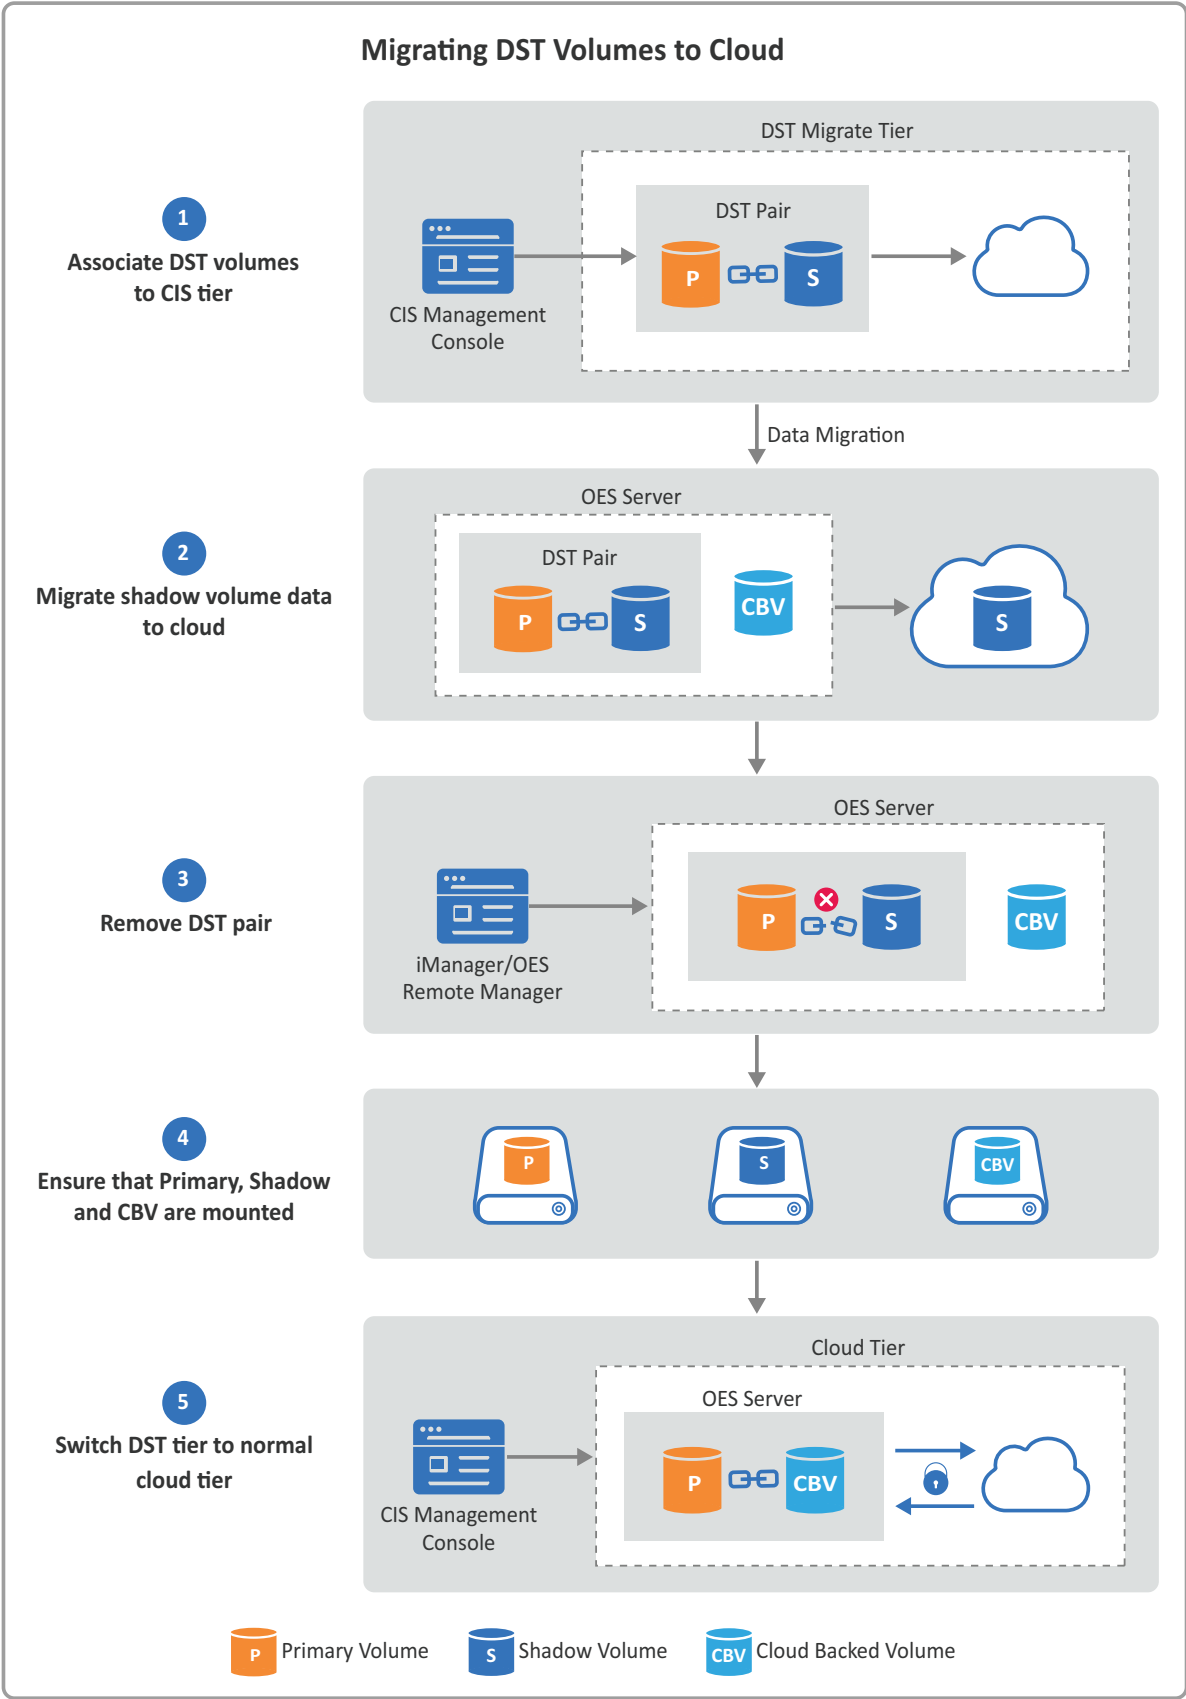 Migrating DST Volumes to Cloud
1
Associate DST volumes
to CIS tier
DST Migrate Tier
DST Pair
P
S
CIS Management
Console
Data Migration
2
Migrate shadow volume data
to cloud
OES Server
DST Pair
P
S
CBV
S
3
Remove DST pair
OES Server
P
S
CBV
iManager/OES
Remote Manager
4
Ensure that Primary, Shadow
and CBV are mounted
P
S
CBV
5
Switch DST tier to normal
cloud tier
Cloud Tier
OES Server
P
CBV
CIS Management
Console
P Primary Volume
S Shadow Volume
CBV Cloud Backed Volume